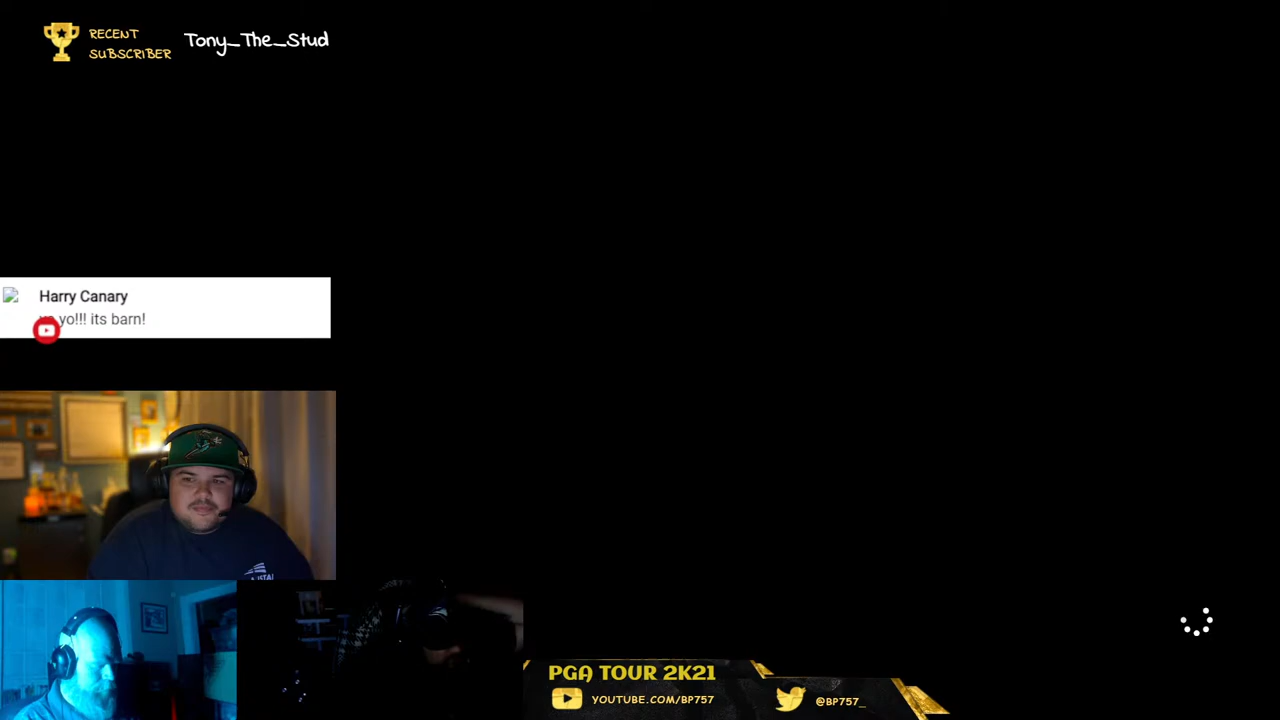 RECENT
SUBSCRIBER
Tony_The_Stud
Harry Canary
yo!!! its barn!
PGA TOUR 2K21
YOUTUBE.COM/BP757
@BP757_